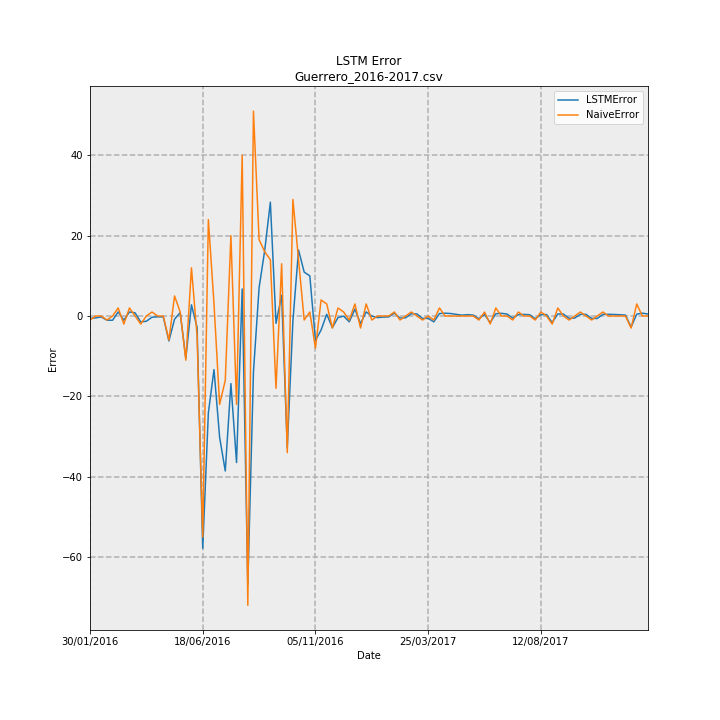 LSTM Error
Guerrero_2016-2017.csv
LSTMError
NaiveError
40
20
0
−20
−40
−60
Error
30/01/2016
18/06/2016
05/11/2016
25/03/2017
12/08/2017
Date